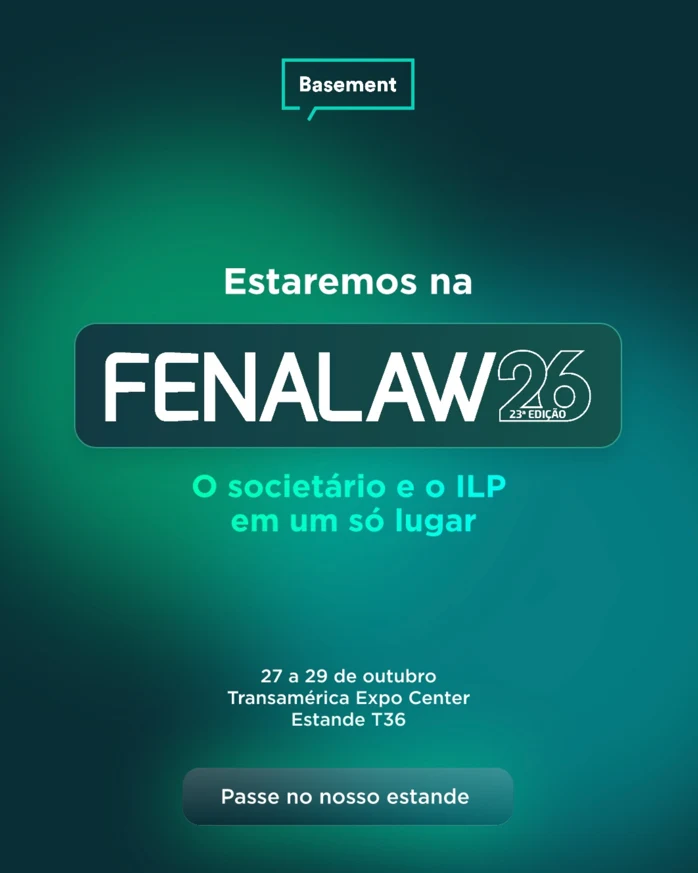 Basement
Estaremos na
FENALAW26
23ª EDIÇÃO
O societário e o ILP
em um só lugar
27 a 29 de outubro
Transamérica Expo Center
Estande T36
Passe no nosso estande